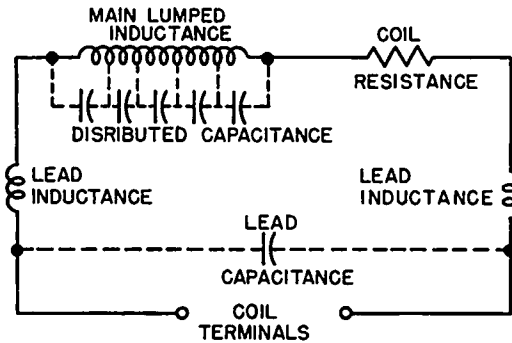 MAIN LUMPED
INDUCTANCE
COIL
RESISTANCE
DISRIBUTED CAPACITANCE
LEAD
INDUCTANCE
LEAD
INDUCTANCE
LEAD
CAPACITANCE
COIL
TERMINALS